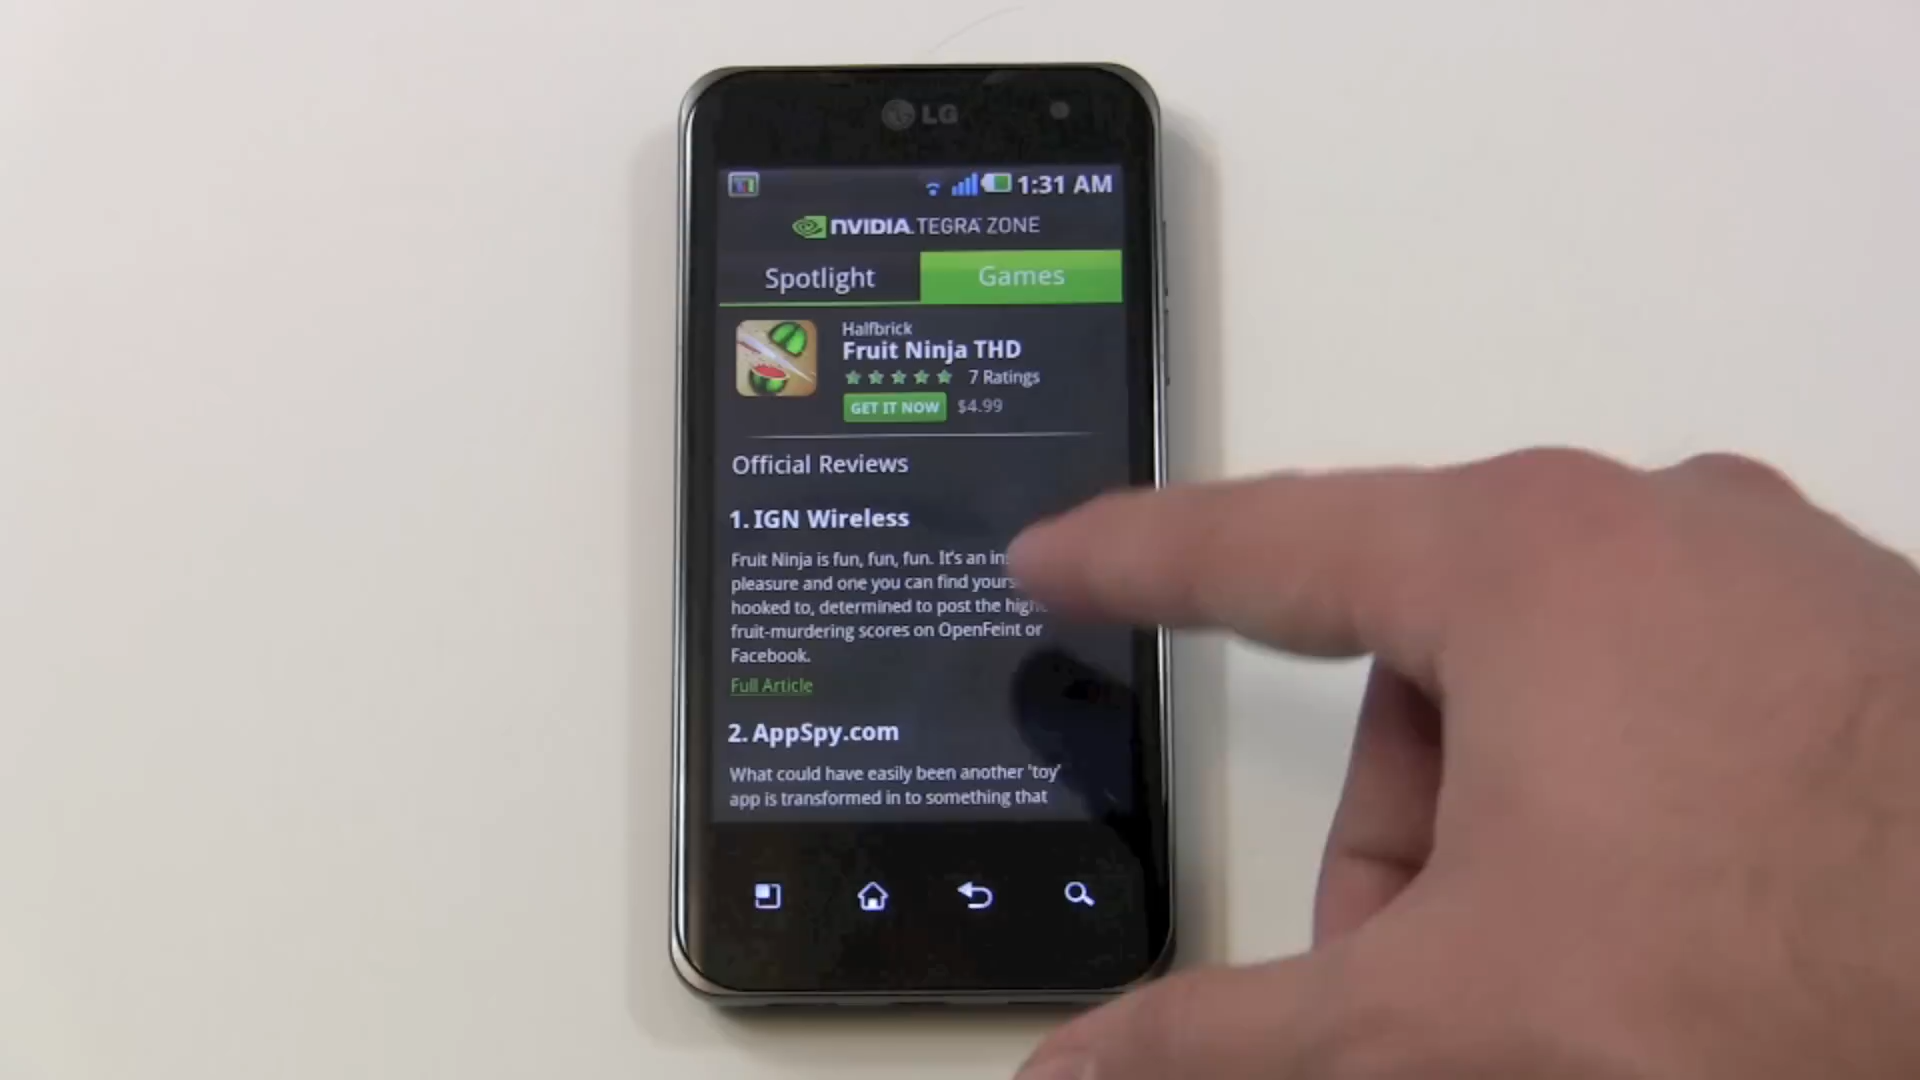 LG
1:31 AM
NVIDIA. TEGRA ZONE
Spotlight
Games
Halfbrick
Fruit Ninja THD
7 Ratings
GET IT NOW $4.99
Official Reviews
1. IGN Wireless
Fruit Ninja is fun, fun, fun. It's an
pleasure and one you can find
hooked to, determined to post the
fruit-murdering scores on OpenFeint or
Facebook.
Full Article
2. AppSpy.com
What could have easily been another 'toy'
app is transformed in to something that